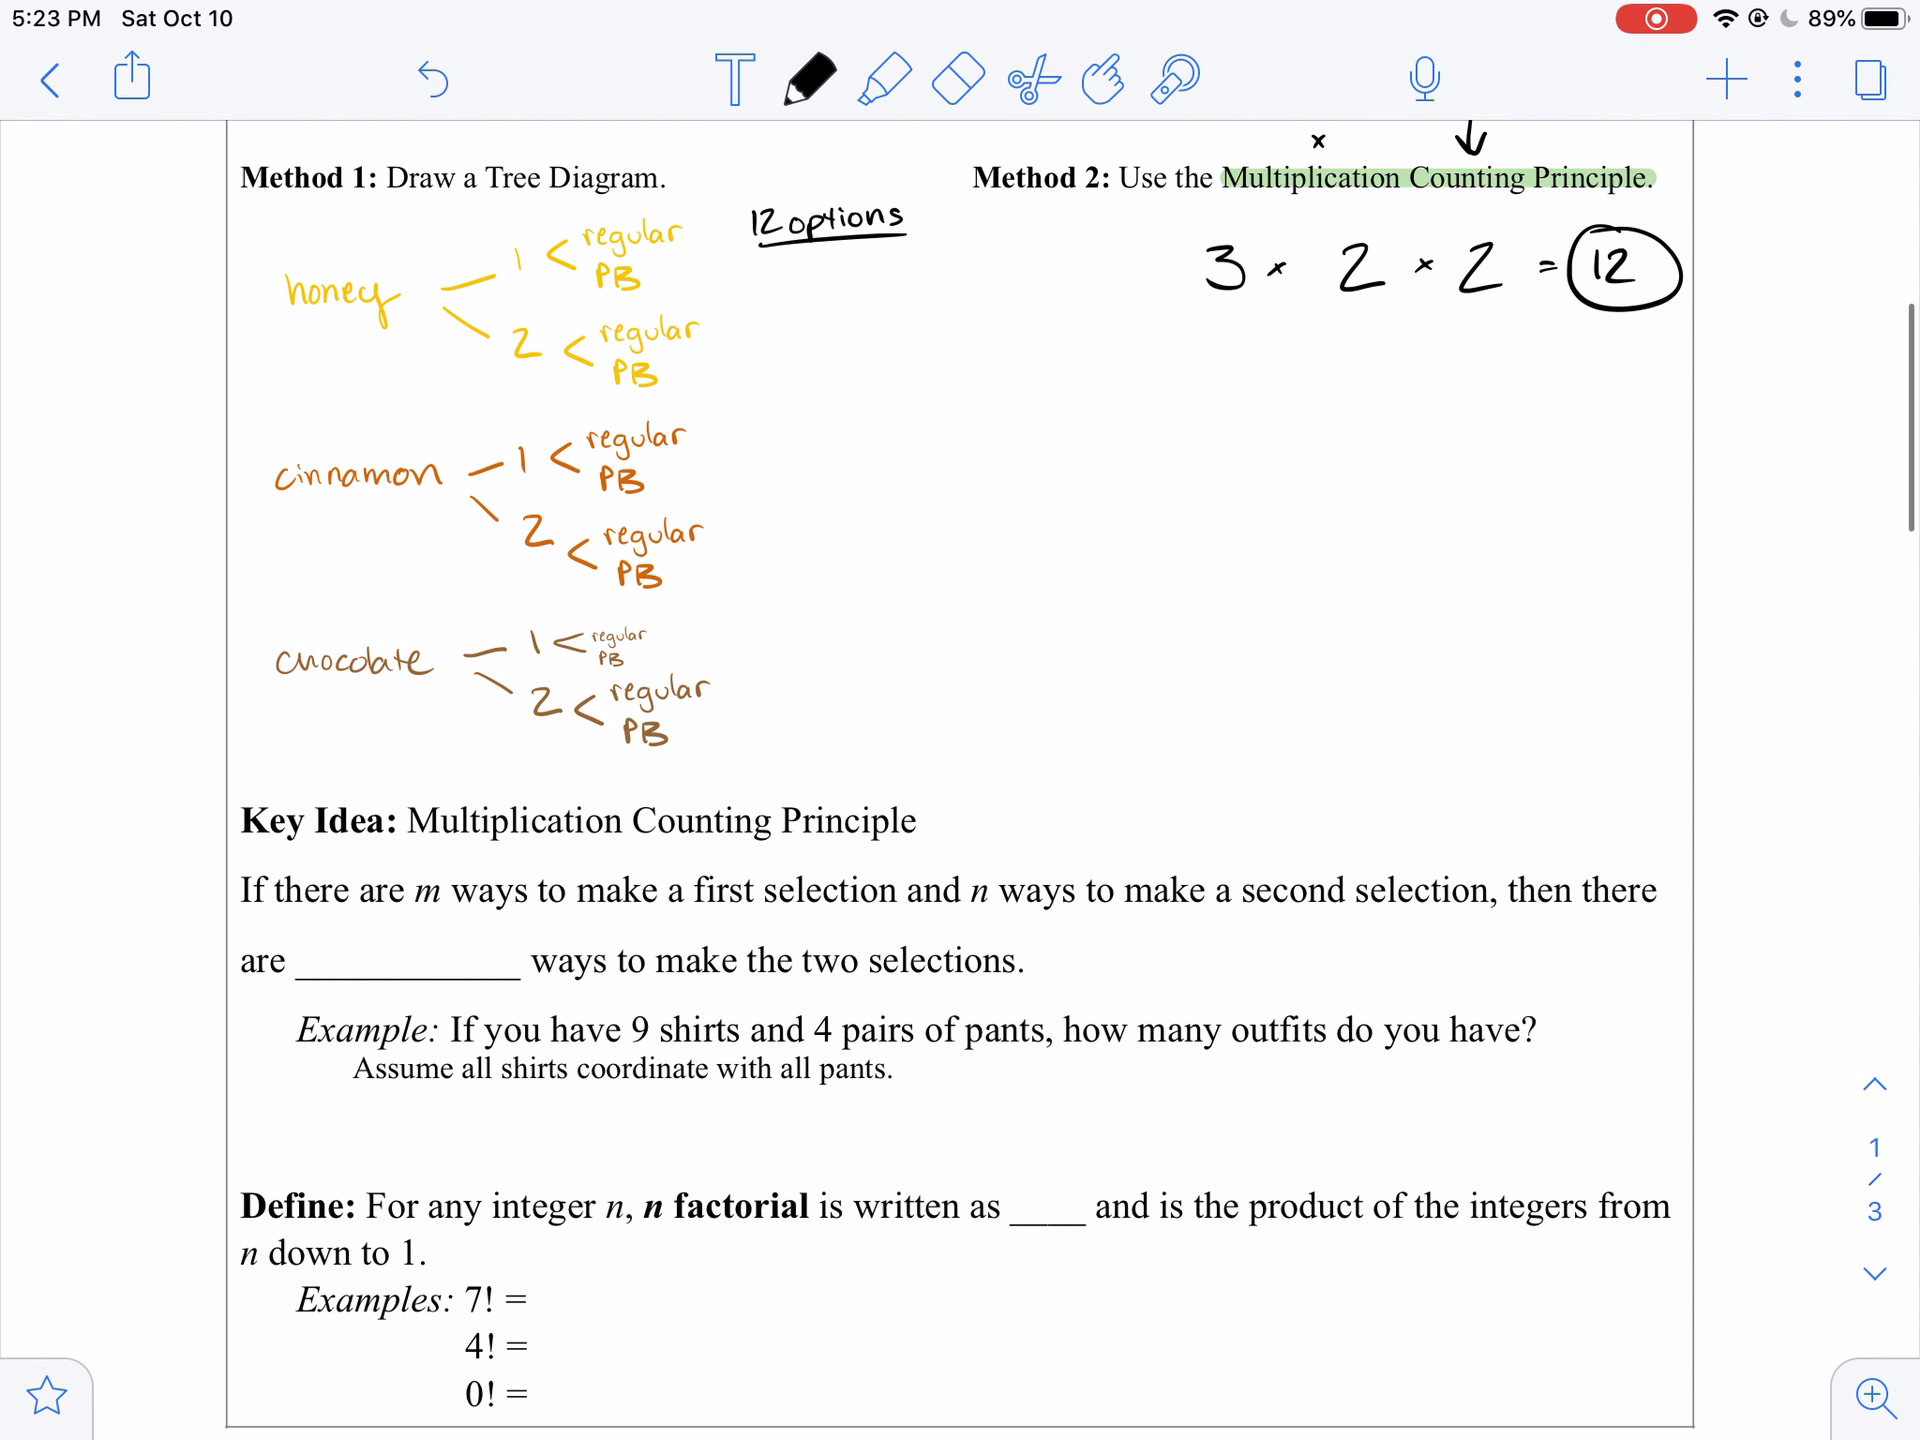 5:23 PM Sat Oct 10
89%
T
x
Method 1: Draw a Tree Diagram.
Method 2: Use the Multiplication Counting Principle.
12 options
3 × 2 × 2 = 12
honey
1 < regular
PB
2 < regular
PB
cinnamon
1 < regular
PB
2 < regular
PB
chocolate
1 < regular
PB
2 < regular
PB
Key Idea: Multiplication Counting Principle
If there are m ways to make a first selection and n ways to make a second selection, then there
are ____________ ways to make the two selections.
Example: If you have 9 shirts and 4 pairs of pants, how many outfits do you have?
Assume all shirts coordinate with all pants.
Define: For any integer n, n factorial is written as ____ and is the product of the integers from
n down to 1.
Examples: 7! =
4! =
0! =
1
/
3